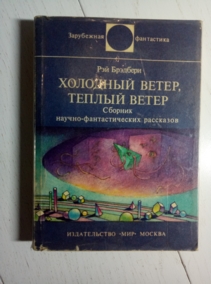 Зарубежная фантастика
Рэй Брэдбери
ХОЛОДНЫЙ ВЕТЕР,
ТЕПЛЫЙ ВЕТЕР
Сборник
научно-фантастических рассказов
ИЗДАТЕЛЬСТВО «МИР» МОСКВА